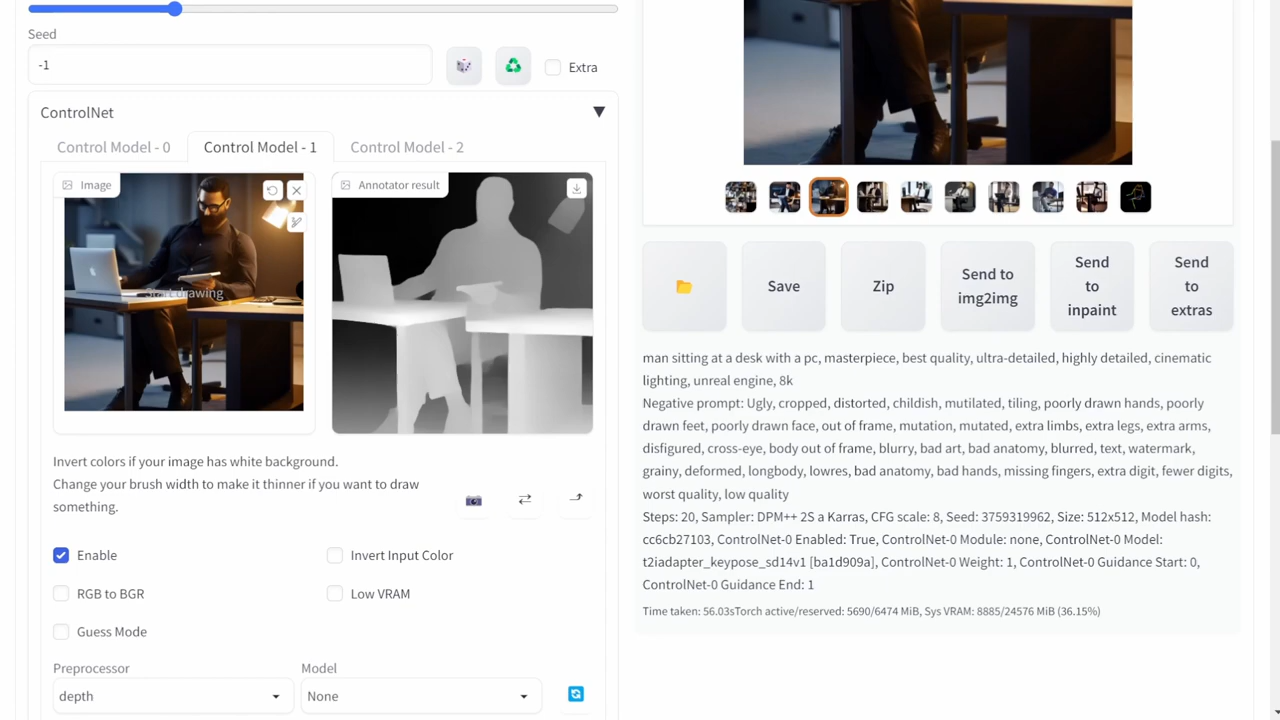 Seed
-1
Extra
ControlNet
Control Model - 0
Control Model - 1
Control Model - 2
Image
Start drawing
Annotator result
Invert colors if your image has white background.
Change your brush width to make it thinner if you want to draw
something.
Enable
Invert Input Color
RGB to BGR
Low VRAM
Guess Mode
Preprocessor
Model
depth
None
Save
Zip
Send to
img2img
Send
to
inpaint
Send
to
extras
man sitting at a desk with a pc, masterpiece, best quality, ultra-detailed, highly detailed, cinematic
lighting, unreal engine, 8k
Negative prompt: Ugly, cropped, distorted, childish, mutilated, tiling, poorly drawn hands, poorly
drawn feet, poorly drawn face, out of frame, mutation, mutated, extra limbs, extra legs, extra arms,
disfigured, cross-eye, body out of frame, blurry, bad art, bad anatomy, blurred, text, watermark,
grainy, deformed, longbody, lowres, bad anatomy, bad hands, missing fingers, extra digit, fewer digits,
worst quality, low quality
Steps: 20, Sampler: DPM++ 2S a Karras, CFG scale: 8, Seed: 3759319962, Size: 512x512, Model hash:
cc6cb27103, ControlNet-0 Enabled: True, ControlNet-0 Module: none, ControlNet-0 Model:
t2iadapter_keypose_sd14v1 [ba1d909a], ControlNet-0 Weight: 1, ControlNet-0 Guidance Start: 0,
ControlNet-0 Guidance End: 1
Time taken: 56.03sTorch active/reserved: 5690/6474 MiB, Sys VRAM: 8885/24576 MiB (36.15%)